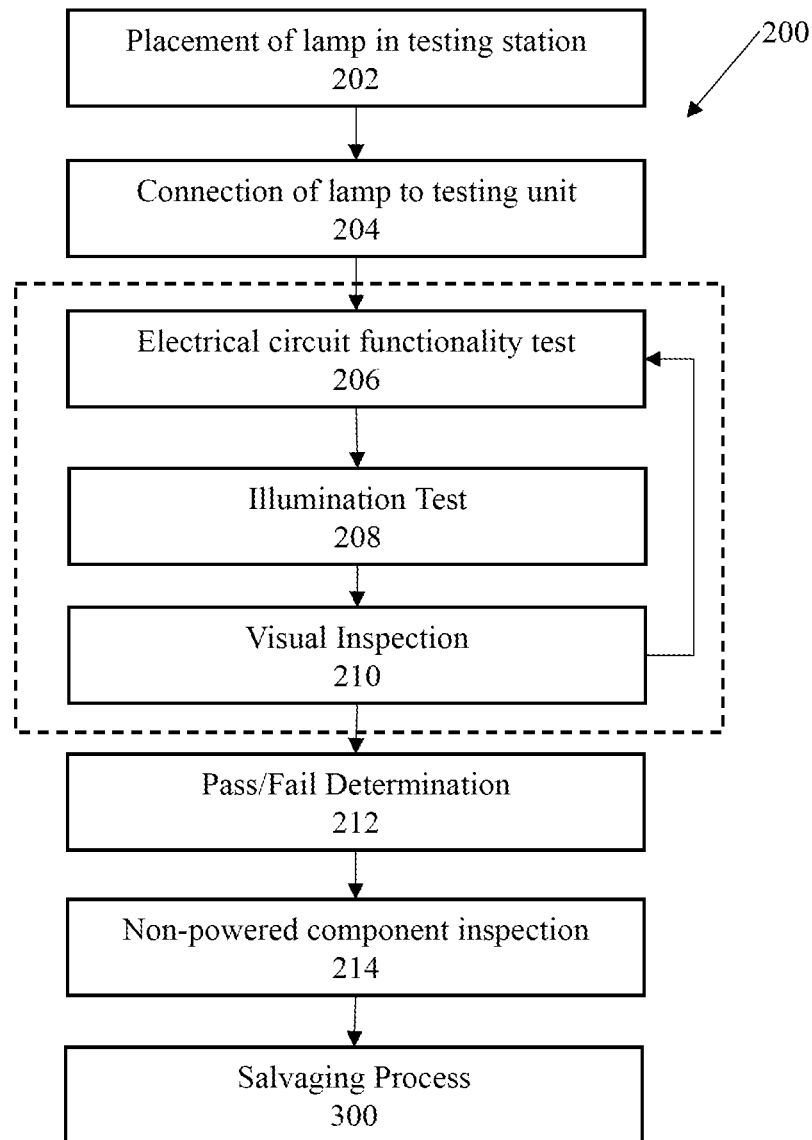 Placement of lamp in testing station
202
200
Connection of lamp to testing unit
204
Electrical circuit functionality test
206
Illumination Test
208
Visual Inspection
210
Pass/Fail Determination
212
Non-powered component inspection
214
Salvaging Process
300